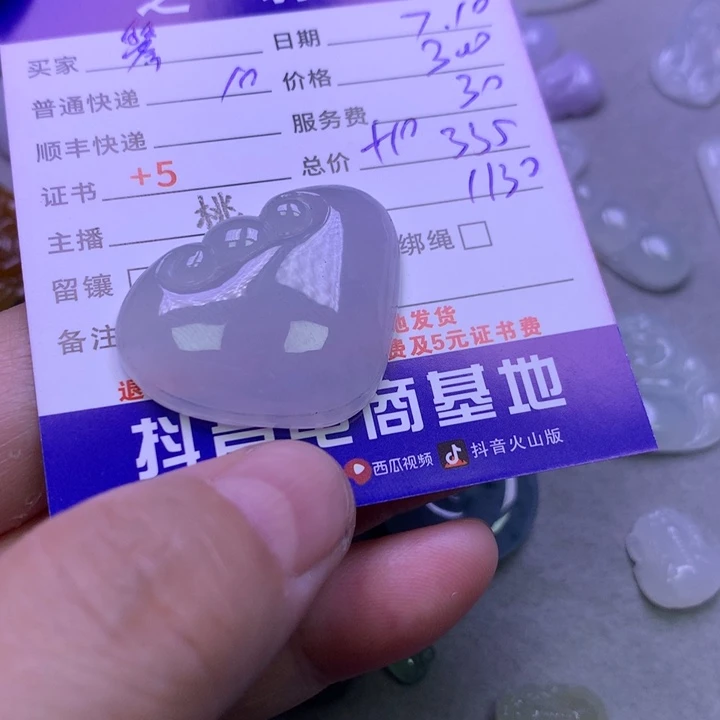 买家 日期 7.10
普通快递 价格 300
顺丰快递 服务费 30
证书 +5 总价 +10 335
1130
主播 桃 绑绳
留镶
备注
地发货
费及5元证书费
退
抖音电商基地
西瓜视频 抖音火山版